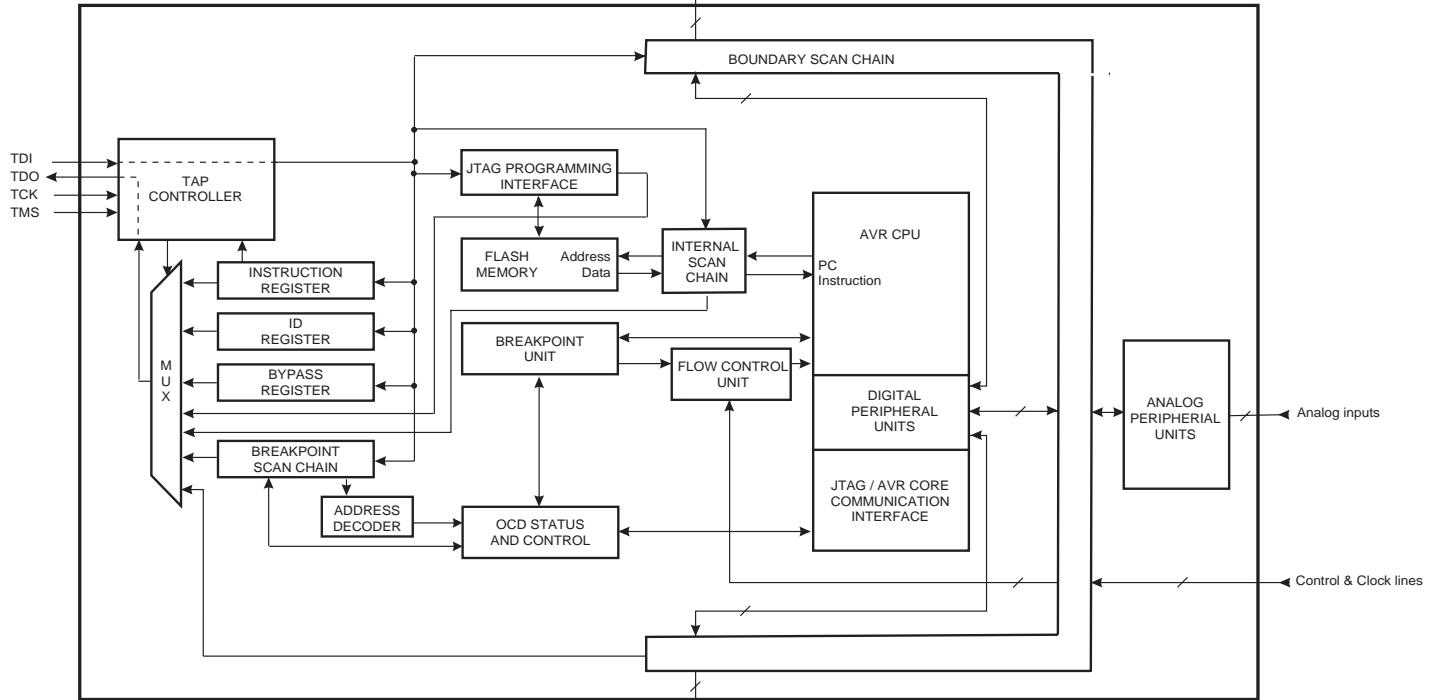 BOUNDARY SCAN CHAIN
TDI
TDO
TCK
TMS
TAP
CONTROLLER
JTAG PROGRAMMING
INTERFACE
FLASH
MEMORY
Address
Data
INTERNAL
SCAN
CHAIN
AVR CPU
PC
Instruction
INSTRUCTION
REGISTER
ID
REGISTER
BYPASS
REGISTER
M
U
X
BREAKPOINT
UNIT
FLOW CONTROL
UNIT
DIGITAL
PERIPHERAL
UNITS
ANALOG
PERIPHERIAL
UNITS
Analog inputs
BREAKPOINT
SCAN CHAIN
ADDRESS
DECODER
OCD STATUS
AND CONTROL
JTAG / AVR CORE
COMMUNICATION
INTERFACE
Control & Clock lines